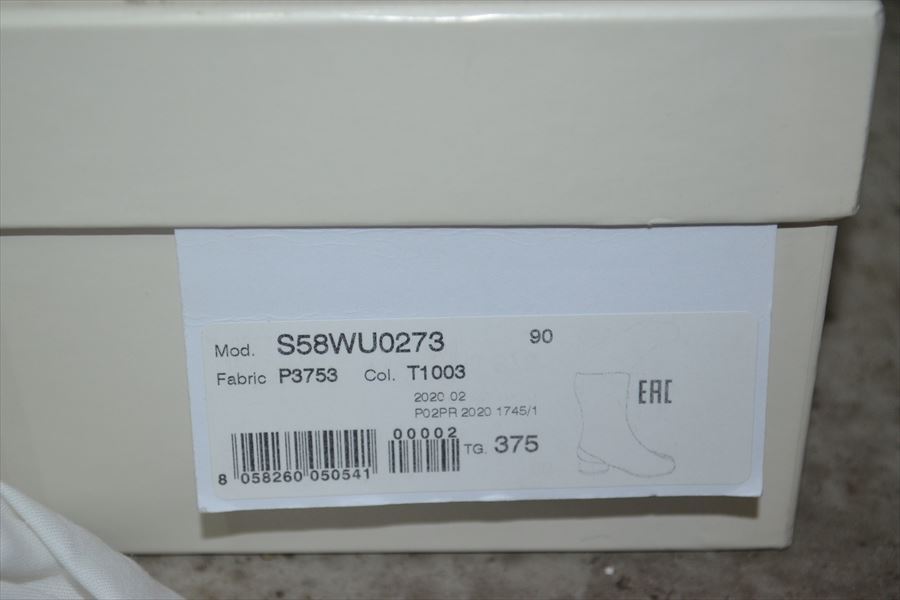 Mod. S58WU0273 90
Fabric P3753 Col. T1003
2020 02
P02PR 2020 1745/1
00002
TG. 375
8 058260 050541
EAC